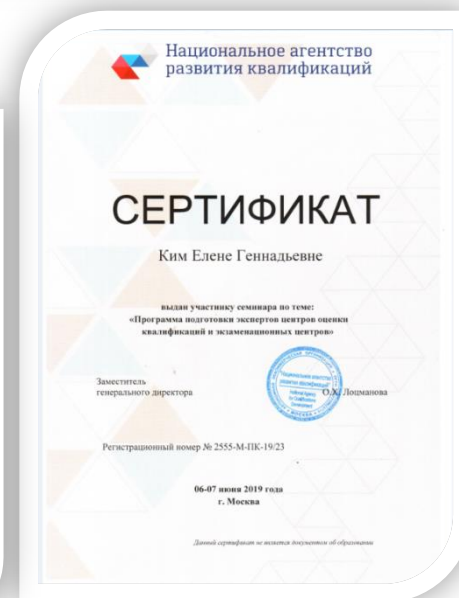 Национальное агентство
развития квалификаций
СЕРТИФИКАТ
Ким Елене Геннадьевне
выдан участнику семинара по теме:
«Программа подготовки экспертов центров оценки
квалификаций и экзаменационных центров»
Заместитель
генерального директора
О.Х. Лоцманова
Регистрационный номер № 2555-М-ПК-19/23
06-07 июня 2019 года
г. Москва
Данный сертификат не является документом об образовании